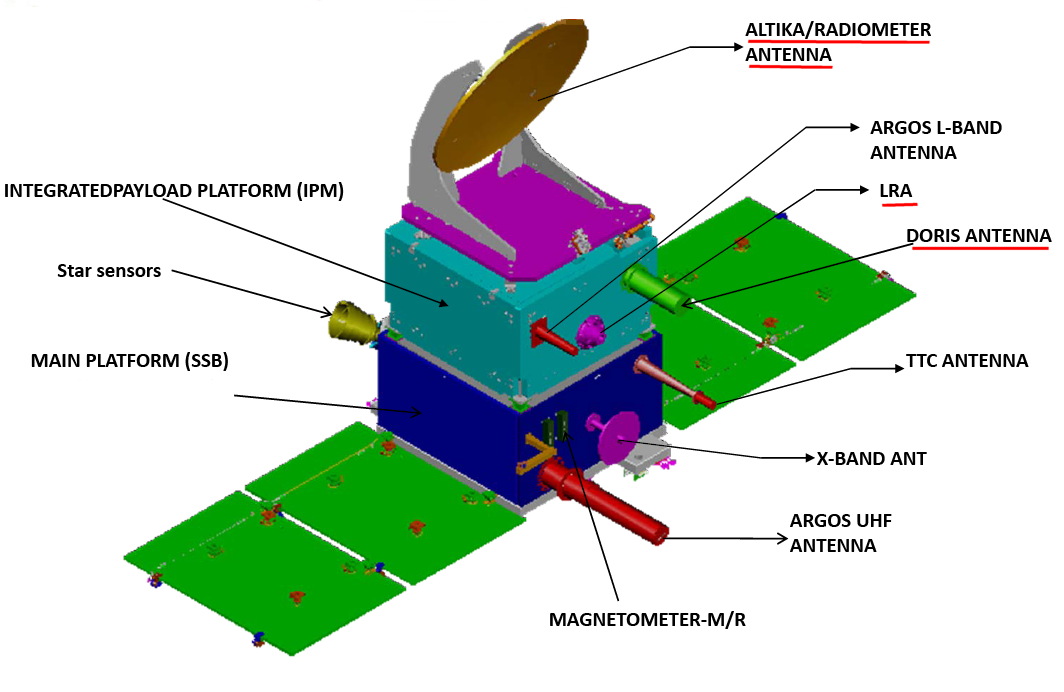 ALTIKA/RADIOMETER
ANTENNA
ARGOS L-BAND
ANTENNA
INTEGRATEDPAYLOAD PLATFORM (IPM)
LRA
DORIS ANTENNA
Star sensors
MAIN PLATFORM (SSB)
TTC ANTENNA
X-BAND ANT
ARGOS UHF
ANTENNA
MAGNETOMETER-M/R